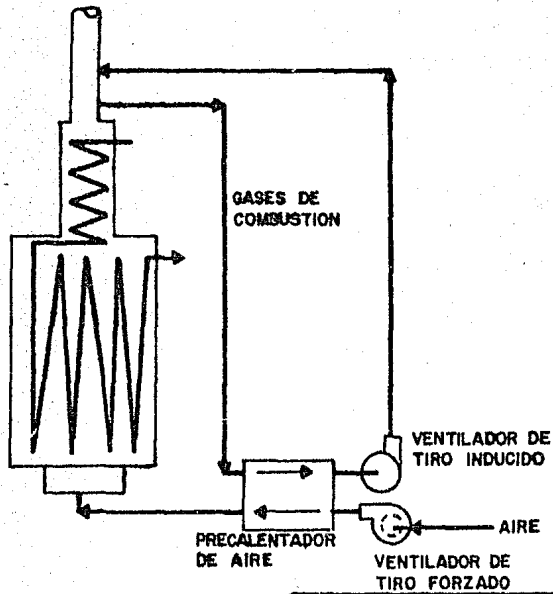 GASES DE
COMBUSTION
VENTILADOR DE
TIRO INDUCIDO
AIRE
PRECALENTADOR
DE AIRE
VENTILADOR DE
TIRO FORZADO